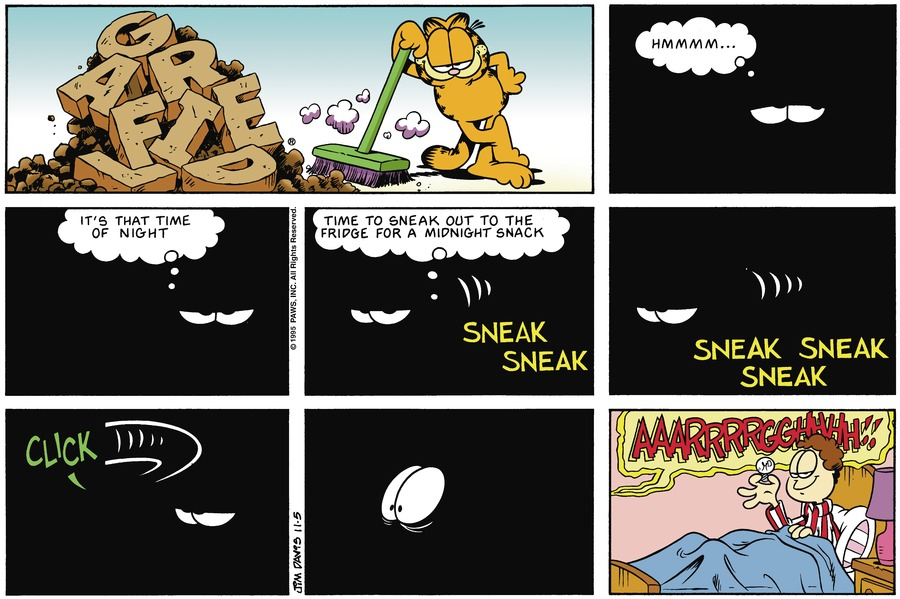 GARFIELD
®
HMMMM...
IT'S THAT TIME
OF NIGHT
© 1995 PAWS, INC. All Rights Reserved.
TIME TO SNEAK OUT TO THE
FRIDGE FOR A MIDNIGHT SNACK
SNEAK
SNEAK
SNEAK SNEAK
SNEAK
CLICK
JIM DAVIS 11-5
AAARRRRGGHHHH!!